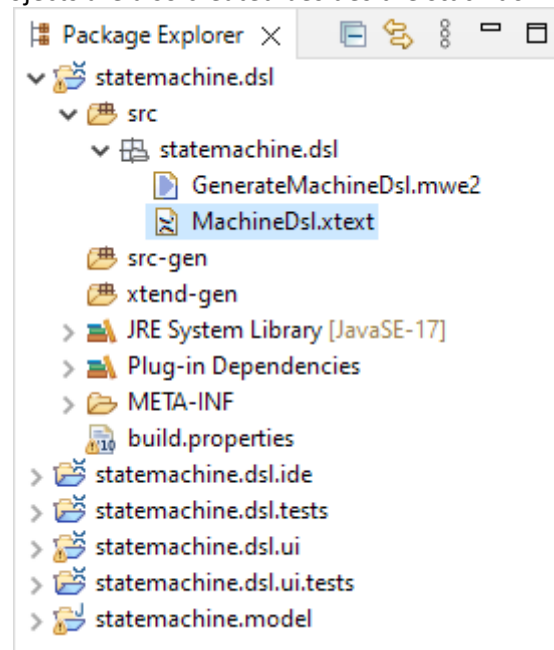 Package Explorer
statemachine.dsl
src
statemachine.dsl
GenerateMachineDsl.mwe2
MachineDsl.xtext
src-gen
xtend-gen
JRE System Library [JavaSE-17]
Plug-in Dependencies
META-INF
build.properties
statemachine.dsl.ide
statemachine.dsl.tests
statemachine.dsl.ui
statemachine.dsl.ui.tests
statemachine.model